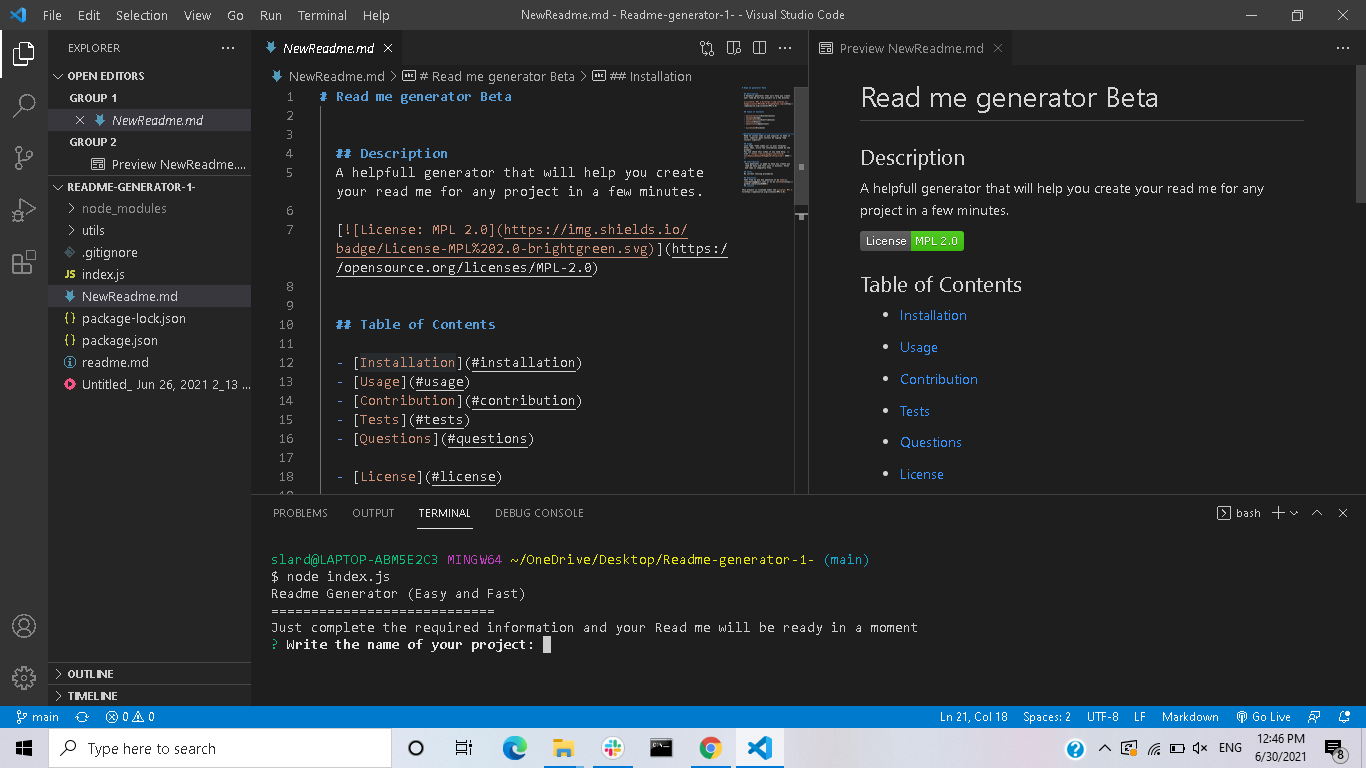 File Edit Selection View Go Run Terminal Help NewReadme.md - Readme-generator-1- - Visual Studio Code
EXPLORER
OPEN EDITORS
GROUP 1
NewReadme.md
GROUP 2
Preview NewReadme....
README-GENERATOR-1-
node_modules
utils
.gitignore
JS index.js
NewReadme.md
{} package-lock.json
{} package.json
readme.md
Untitled_ Jun 26, 2021 2_13 ...
OUTLINE
TIMELINE
NewReadme.md
NewReadme.md > # Read me generator Beta > ## Installation
1 # Read me generator Beta
2
3
4 ## Description
5 A helpfull generator that will help you create
your read me for any project in a few minutes.
6
7 [![License: MPL 2.0](https://img.shields.io/
badge/License-MPL%202.0-brightgreen.svg)](https:/
/opensource.org/licenses/MPL-2.0)
8
9
10 ## Table of Contents
11
12 - [Installation](#installation)
13 - [Usage](#usage)
14 - [Contribution](#contribution)
15 - [Tests](#tests)
16 - [Questions](#questions)
17
18 - [License](#license)
Preview NewReadme.md
Read me generator Beta
Description
A helpfull generator that will help you create your read me for any
project in a few minutes.
License MPL 2.0
Table of Contents
• Installation
• Usage
• Contribution
• Tests
• Questions
• License
PROBLEMS OUTPUT TERMINAL DEBUG CONSOLE
bash
slard@LAPTOP-ABM5E2C3 MINGW64 ~/OneDrive/Desktop/Readme-generator-1- (main)
$ node index.js
Readme Generator (Easy and Fast)
============================
Just complete the required information and your Read me will be ready in a moment
? Write the name of your project:
main 0 0 Ln 21, Col 18 Spaces: 2 UTF-8 LF Markdown Go Live
Type here to search
ENG
12:46 PM
6/30/2021
8